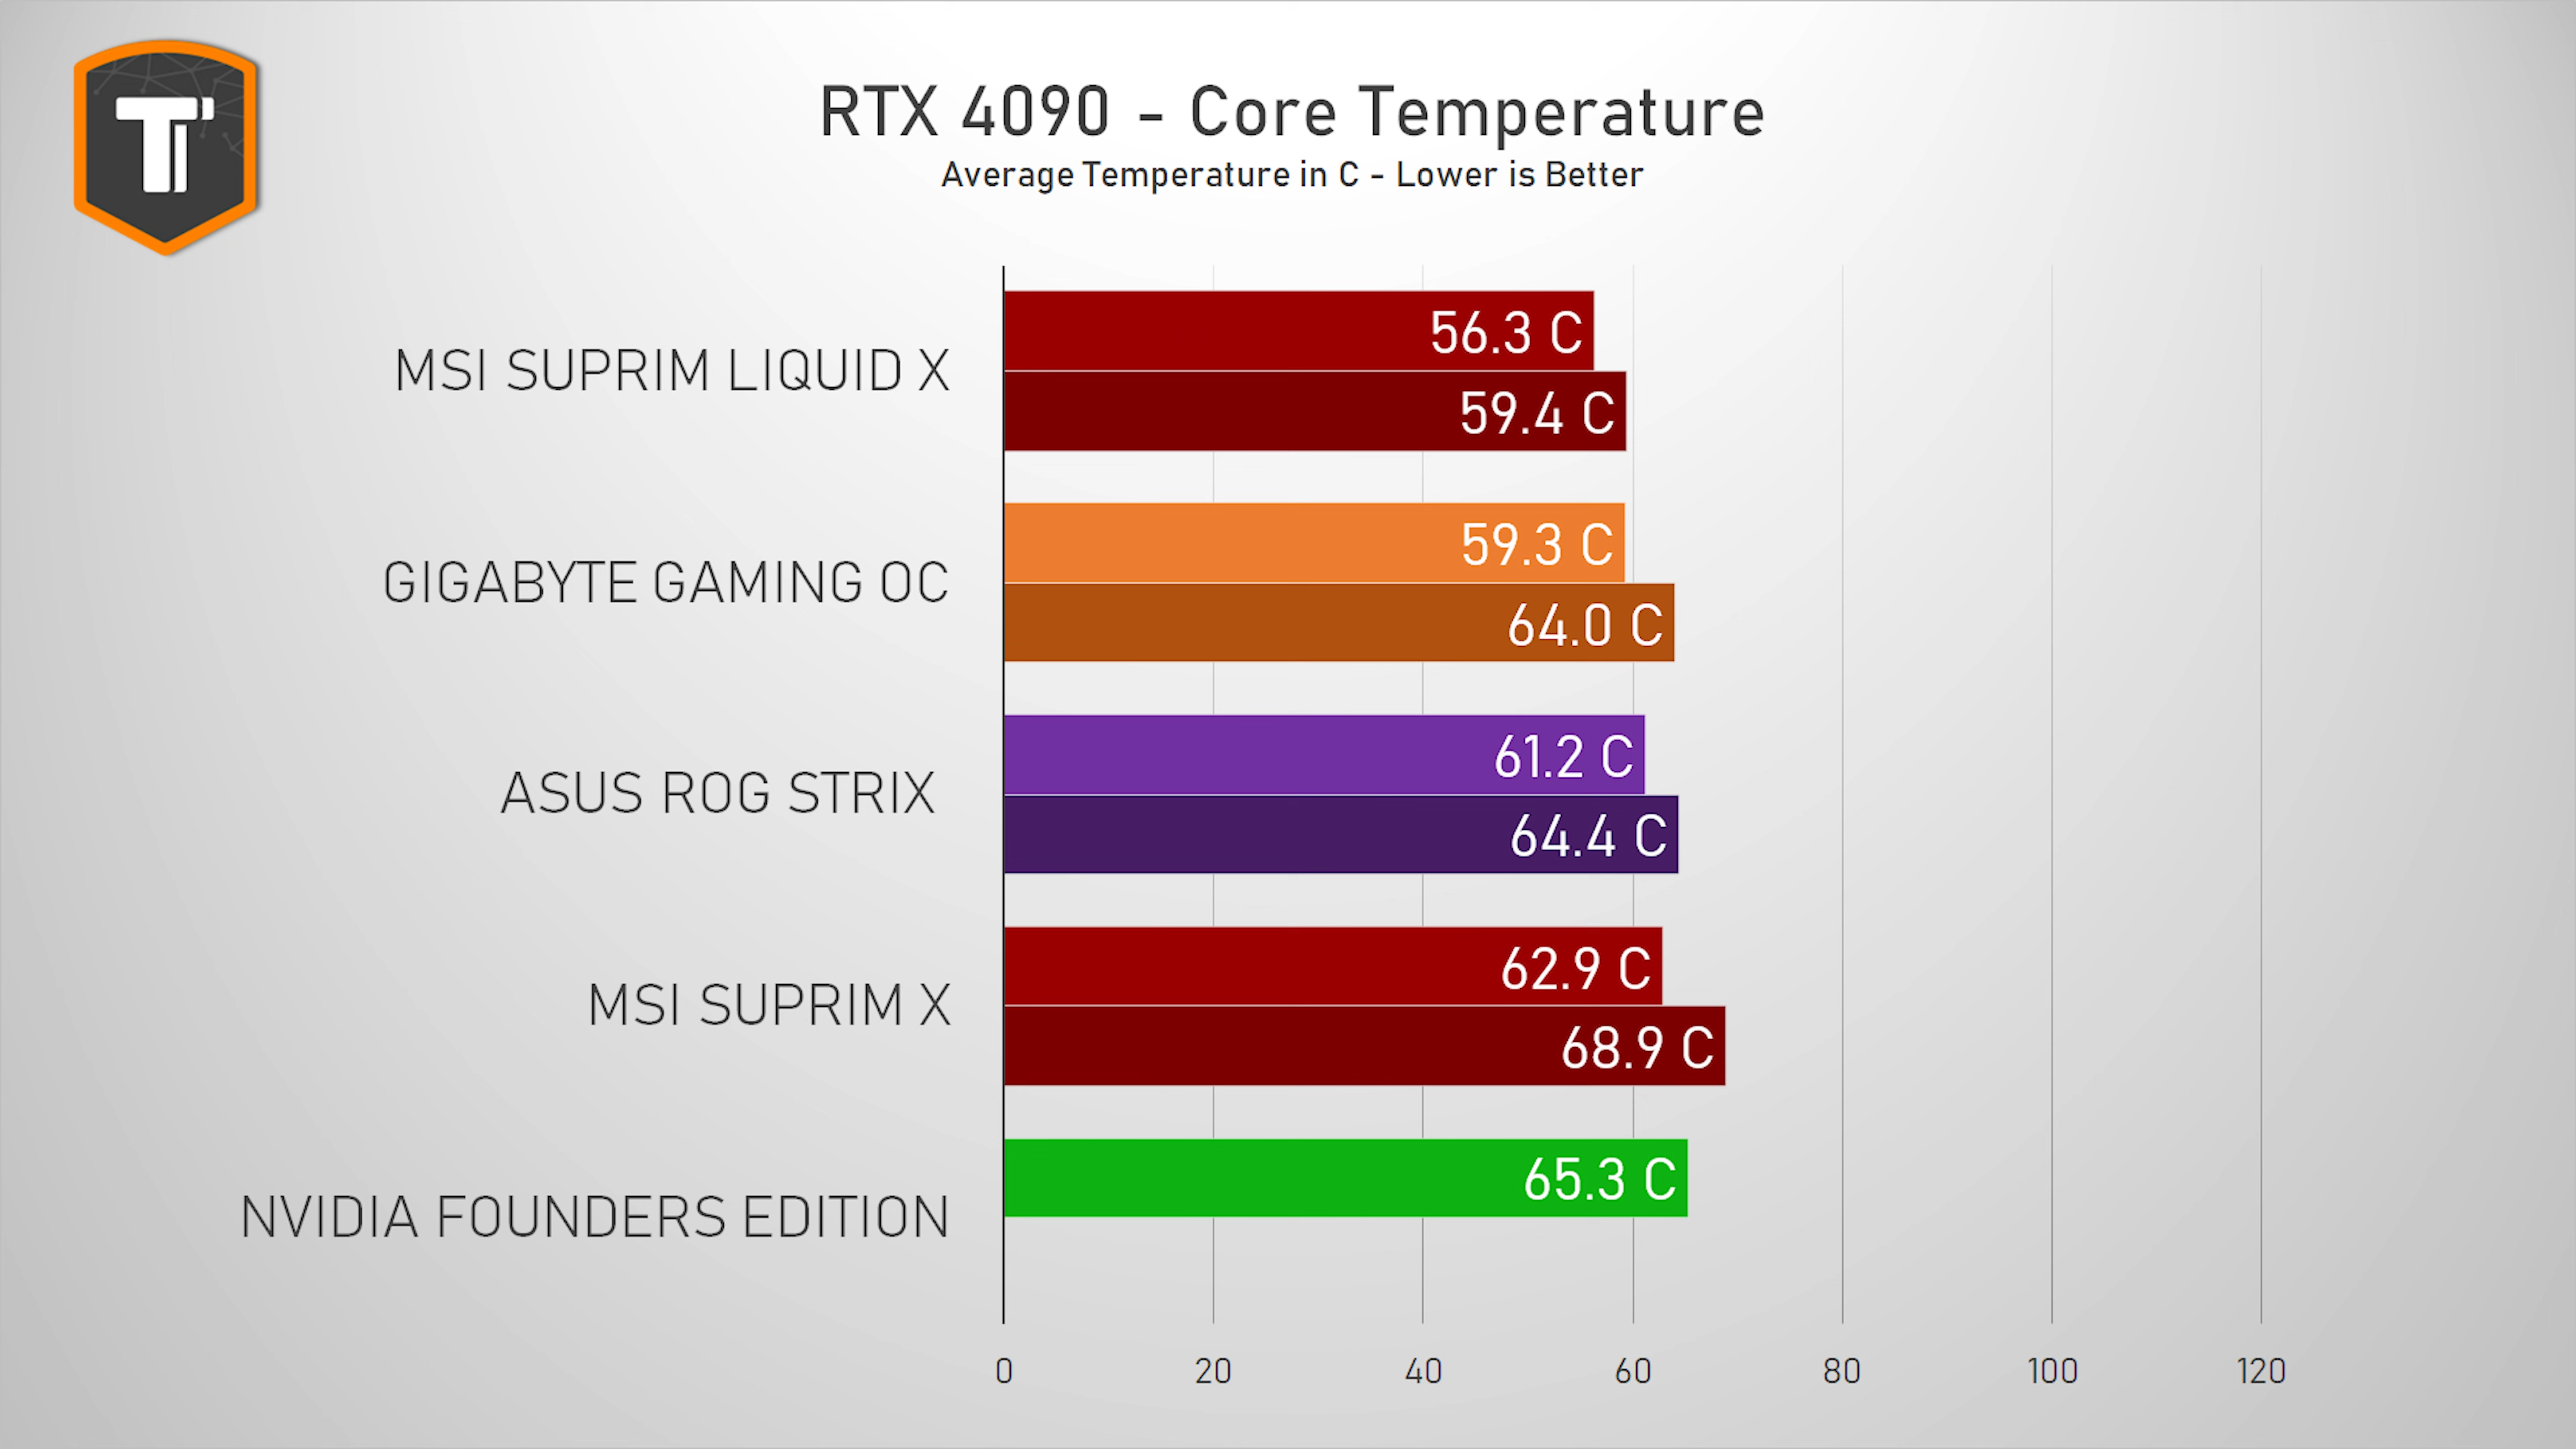 RTX 4090 - Core Temperature
Average Temperature in C - Lower is Better
MSI SUPRIM LIQUID X
56.3 C
59.4 C
GIGABYTE GAMING OC
59.3 C
64.0 C
ASUS ROG STRIX
61.2 C
64.4 C
MSI SUPRIM X
62.9 C
68.9 C
NVIDIA FOUNDERS EDITION
65.3 C
0 20 40 60 80 100 120